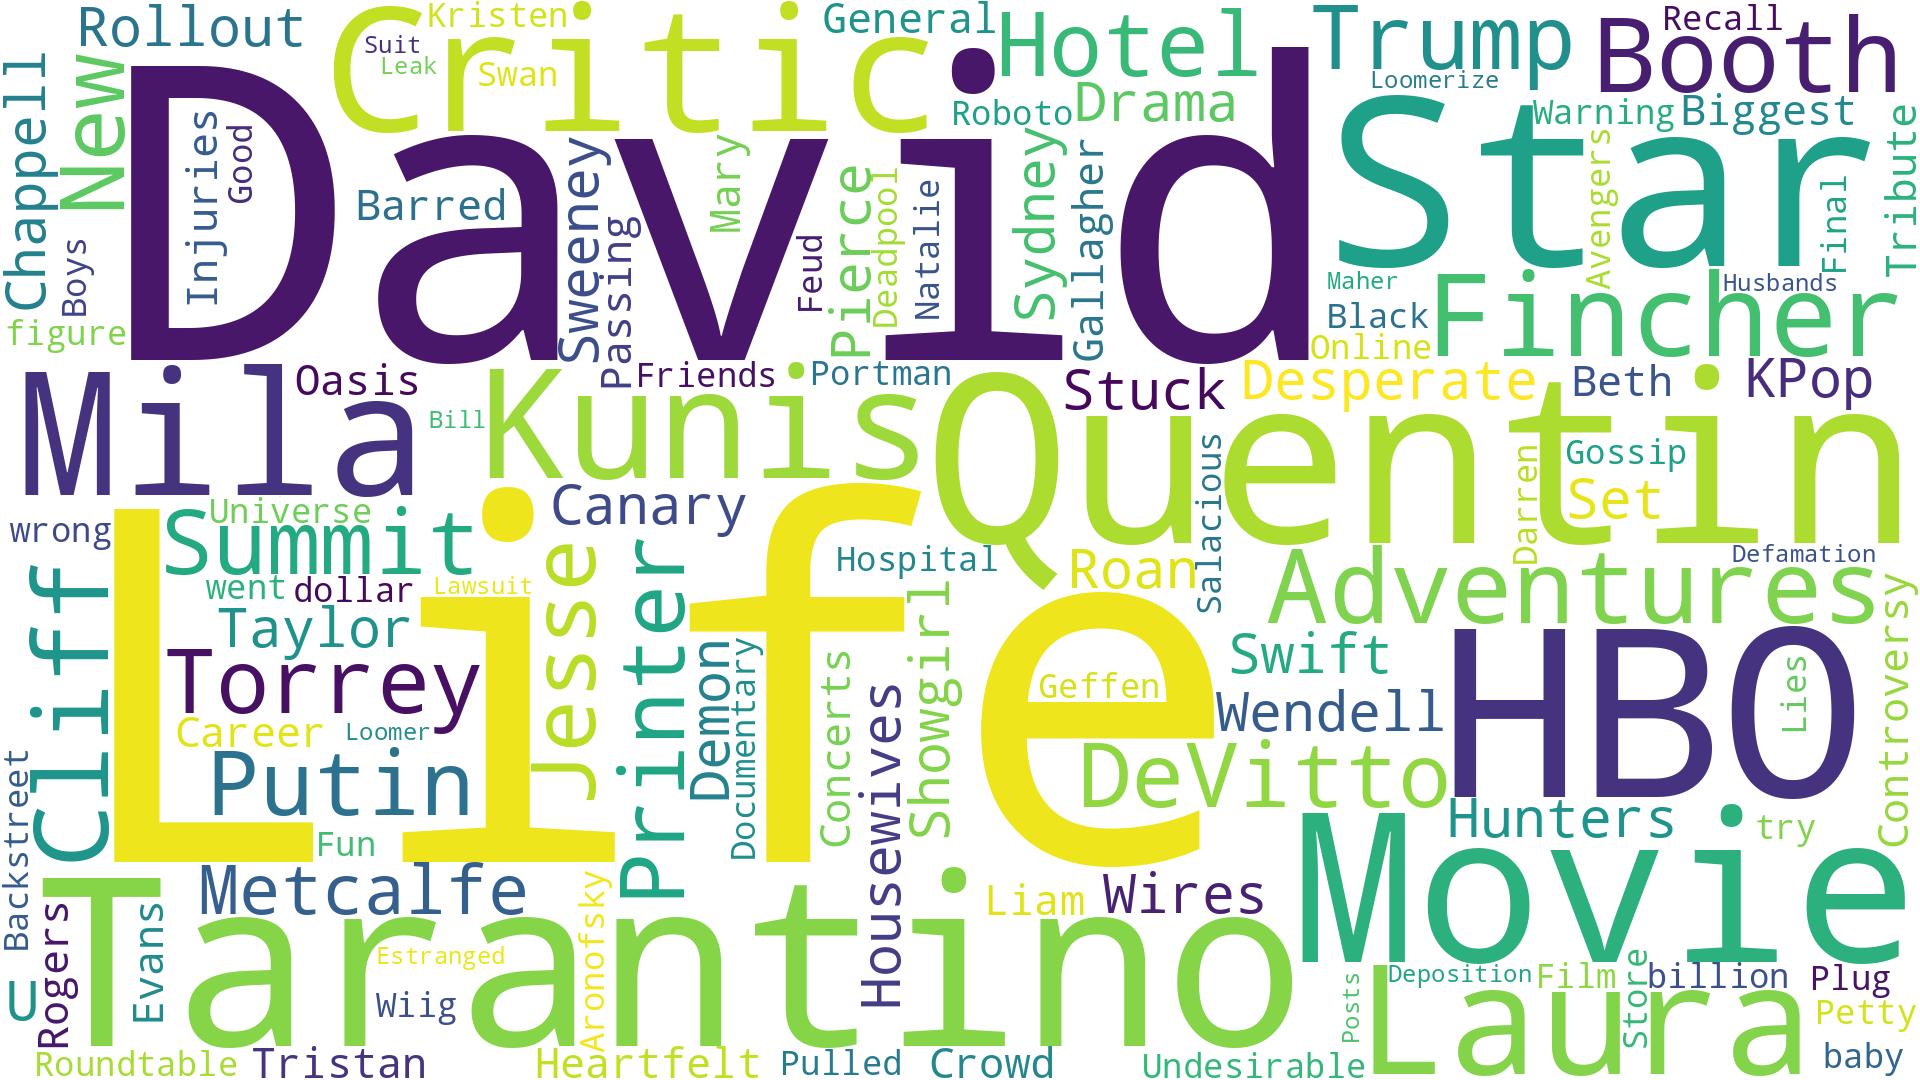 Rollout
Critic
Kristen
Suit
Leak
Swan
General
Hotel
Trump
Booth
Recall
Loomerize
Roboto
Drama
Warning
Biggest
Chappell
New
David
Star
Injuries
Good
Barred
Sweeney
Passing
Mary
Feud
Pierce
Deadpool
Natalie
Sydney
Gallagher
Avengers
Final
Tribute
Boys
figure
Maher
Husbands
Black
Fincher
Online
Mila
Oasis
Kunis
Friends
Portman
Quentin
Stuck
Desperate
Beth
KPop
Bill
Gossip
Set
Darren
Salacious
Universe
Summit
Canary
wrong
Life
Jesse
Printer
Hospital
Roan
Adventures
Defamation
went
dollar
Lawsuit
Cliff
Taylor
Torrey
Demon
Documentary
Concerts
Showgirl
Geffen
Swift
HBO
Lies
Controversy
Career
Loomer
Wendell
Putin
Housewives
DeVitto
Hunters
try
Fun
Backstreet
Movie
Metcalfe
Tarantino
Aronofsky
Liam
Wires
Rogers
Evans
Estranged
U
Wiig
Posts
Deposition
Film
Store
billion
Plug
Laura
Petty
Roundtable
Tristan
Heartfelt
Pulled
Crowd
Undesirable
baby